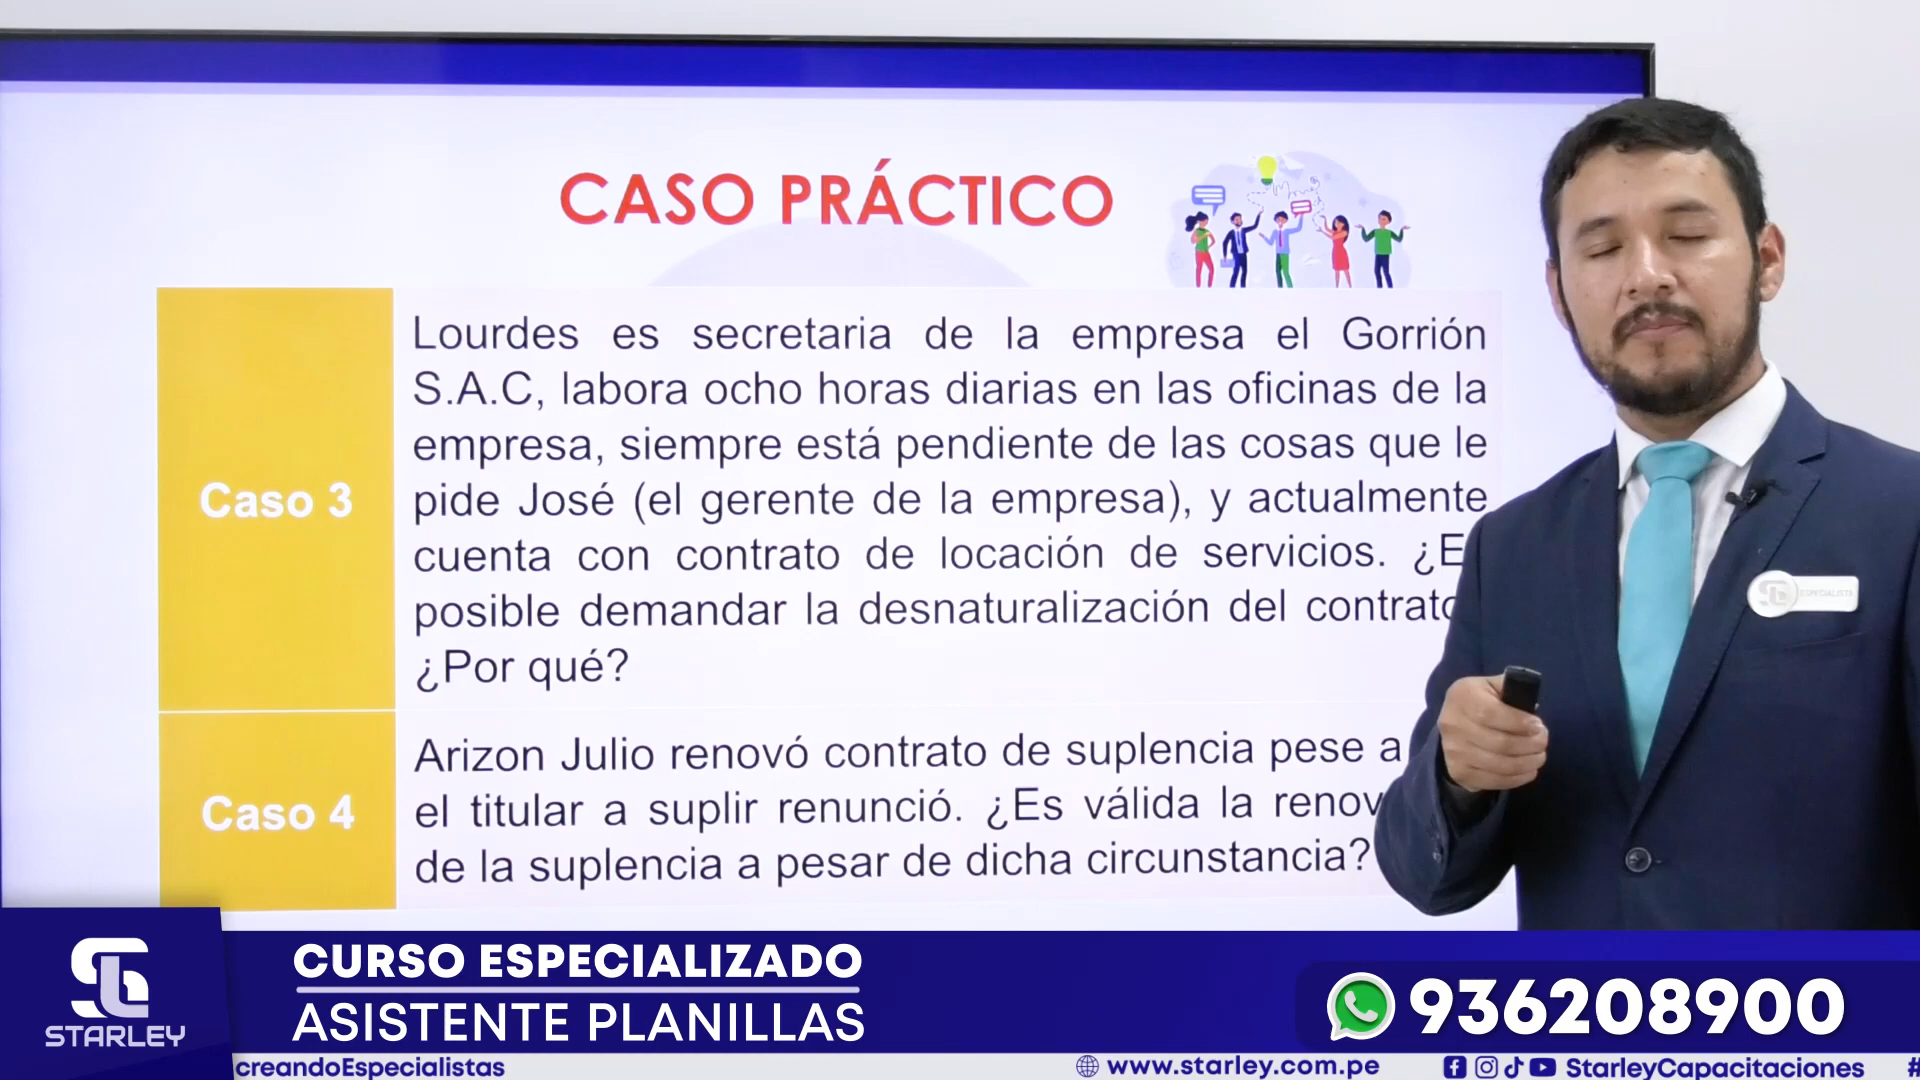 CASO PRÁCTICO
Caso 3
Lourdes es secretaria de la empresa el Gorrión
S.A.C, labora ocho horas diarias en las oficinas de la
empresa, siempre está pendiente de las cosas que le
pide José (el gerente de la empresa), y actualmente
cuenta con contrato de locación de servicios.
posible demandar la desnaturalización del contrato
¿Por qué?
Caso 4
Arizon Julio renovó contrato de suplencia pese a
el titular a suplir renunció. ¿Es válida la
de la suplencia a pesar de dicha circunstancia?
ESPECIALISTA
STARLEY
CURSO ESPECIALIZADO
ASISTENTE PLANILLAS
936208900
creandoEspecialistas
www.starley.com.pe
StarleyCapacitaciones
#